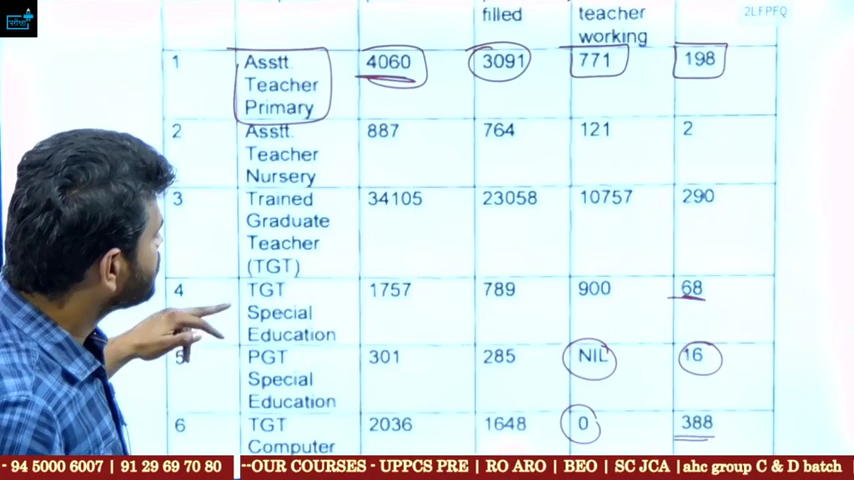 परीक्षा
2LFPFQ
filled
teacher
working
1
Asstt.
Teacher
Primary
4060
3091
771
198
2
Asstt.
Teacher
Nursery
887
764
121
2
3
Trained
Graduate
Teacher
(TGT)
34105
23058
10757
290
4
TGT
Special
Education
1757
789
900
68
5
PGT
Special
Education
301
285
NIL
16
6
TGT
Computer
2036
1648
0
388
- 94 5000 6007 | 91 29 69 70 80 --OUR COURSES - UPPCS PRE | RO ARO | BEO | SC JCA | ahc group C & D batch